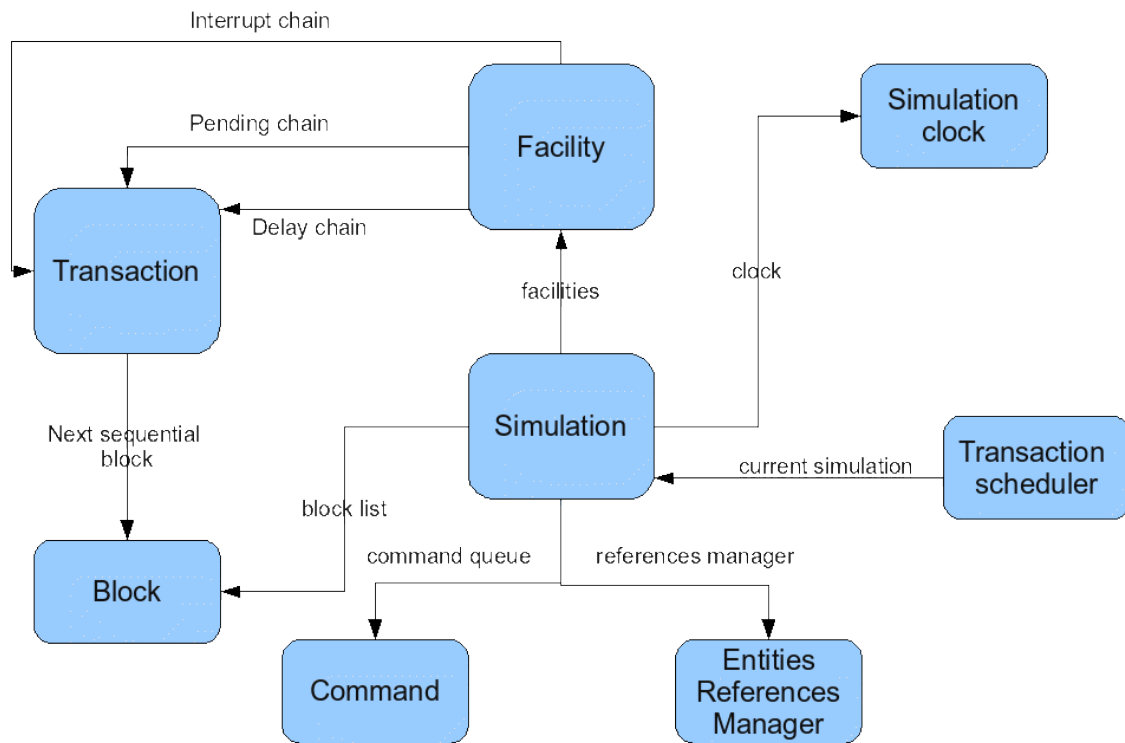 Interrupt chain
Pending chain
Facility
Simulation
clock
Delay chain
Transaction
clock
facilities
Next sequential
block
Simulation
current simulation
Transaction
scheduler
block list
command queue
references manager
Block
Command
Entities
References
Manager